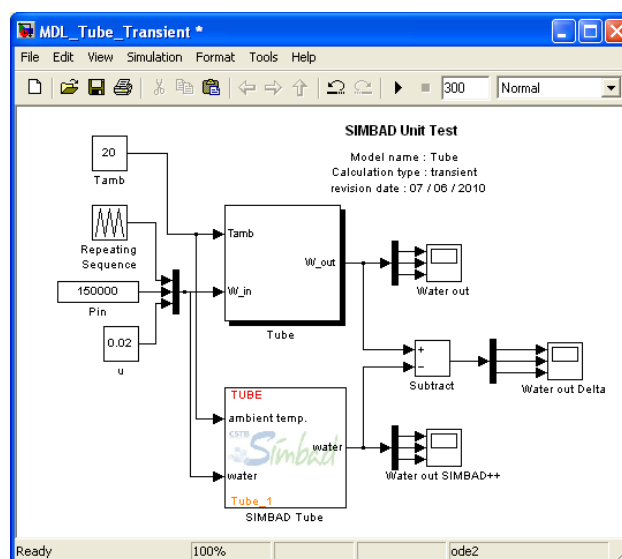 MDL_Tube_Transient *
File Edit View Simulation Format Tools Help
300 Normal
SIMBAD Unit Test
Model name : Tube
Calculation type : transient
revision date : 07 / 06 / 2010
20
Tamb
Repeating
Sequence
150000
Pin
0.02
u
Tamb
W_in
W_out
Tube
Water out
+
−
Subtract
Water out Delta
TUBE
ambient temp.
CSTB
Simbad
water
water
Tube_1
SIMBAD Tube
Water out SIMBAD++
Ready 100% ode2